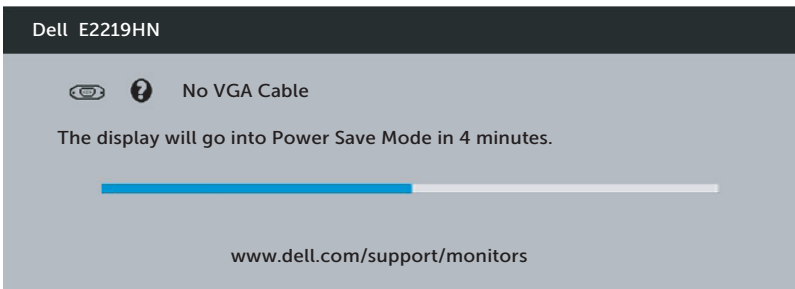 Dell E2219HN
No VGA Cable
The display will go into Power Save Mode in 4 minutes.
www.dell.com/support/monitors